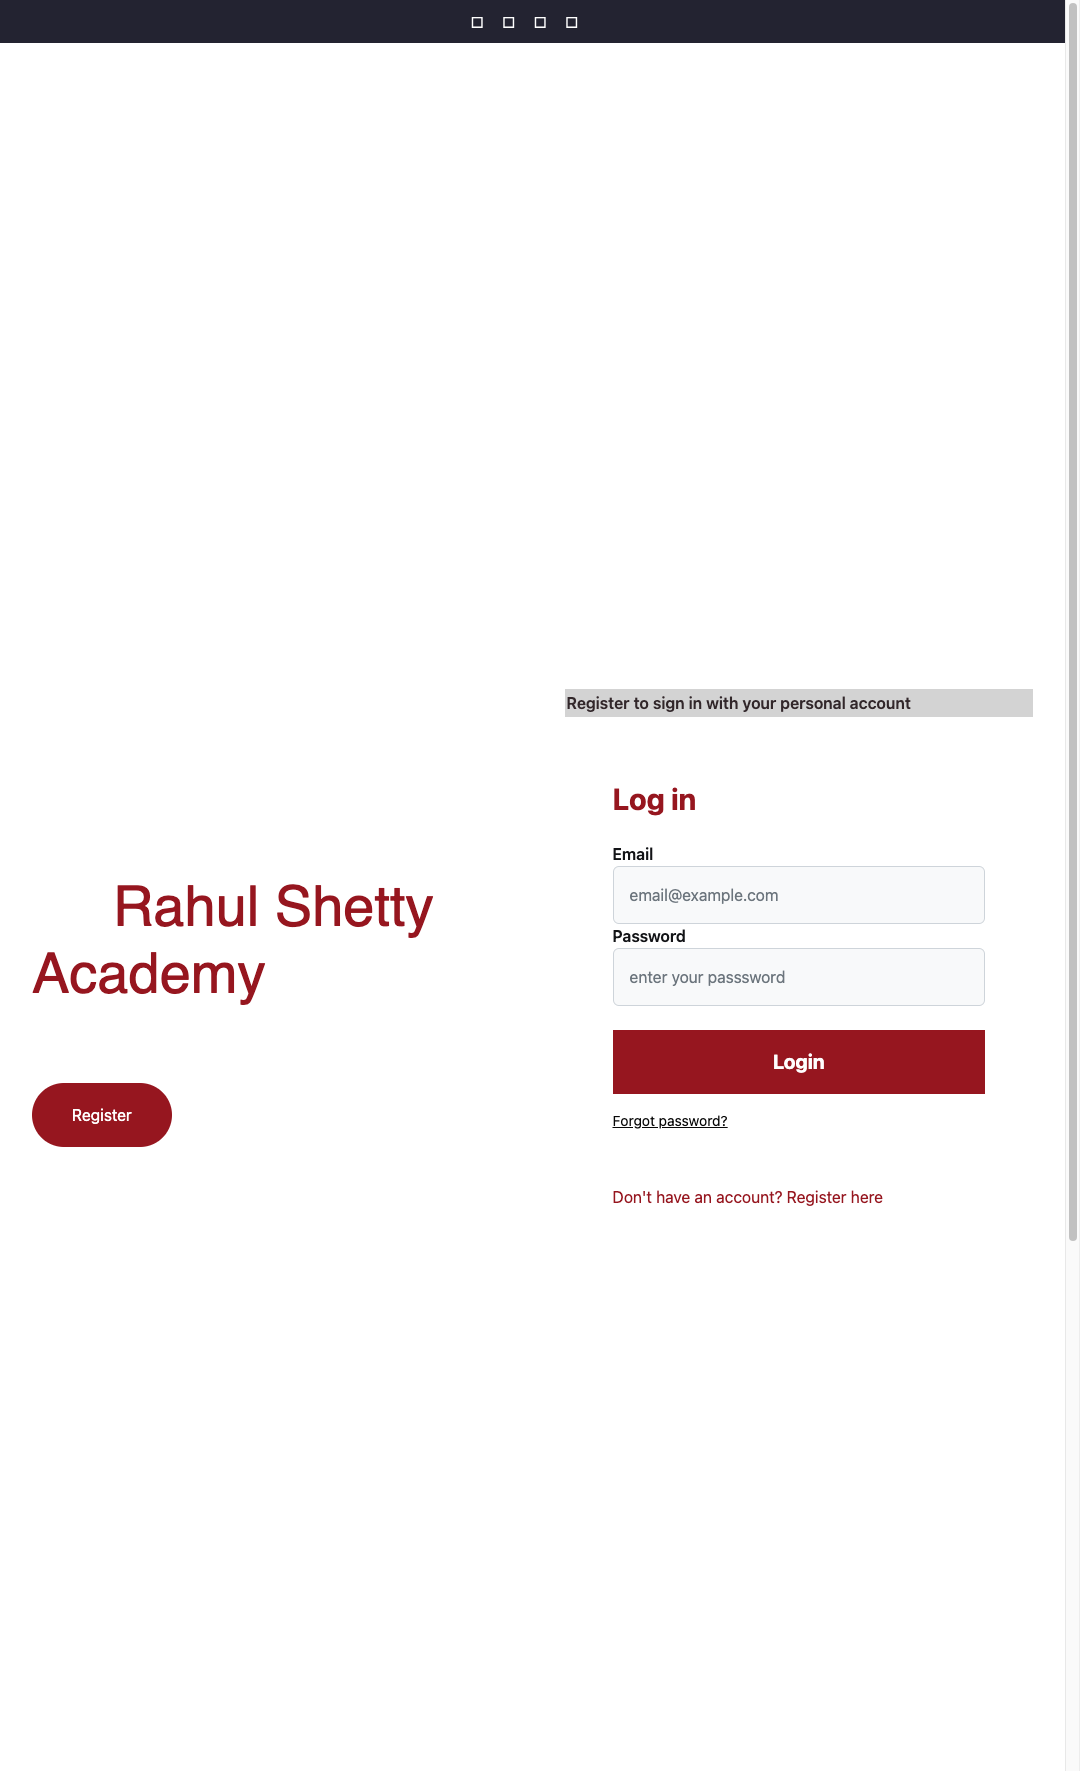 Register to sign in with your personal account
Log in
Email
email@example.com
Password
enter your passsword
Login
Forgot password?
Don't have an account? Register here
Rahul Shetty
Academy
Register